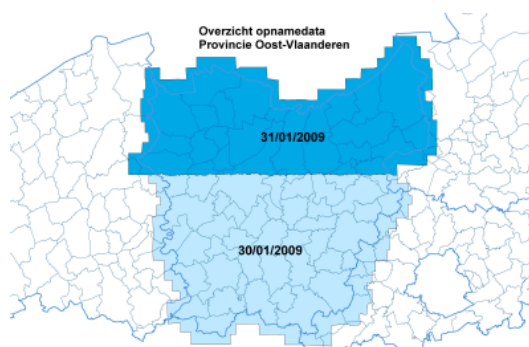 Overzicht opnamedata
Provincie Oost-Vlaanderen
31/01/2009
30/01/2009